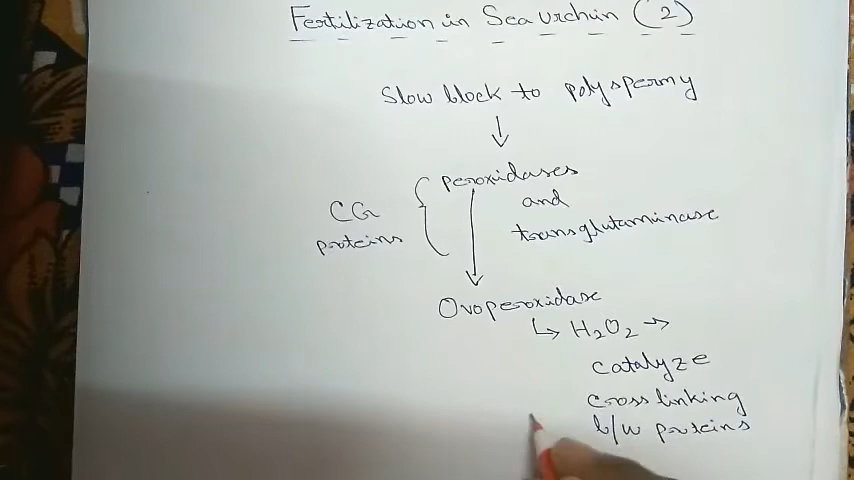 Fertilization in Sea Urchin (2)
Slow block to polyspermy
peroxidases
and
transglutaminase
CG
proteins
Ovoperoxidase
H2O2
catalyze
cross linking
b/w proteins